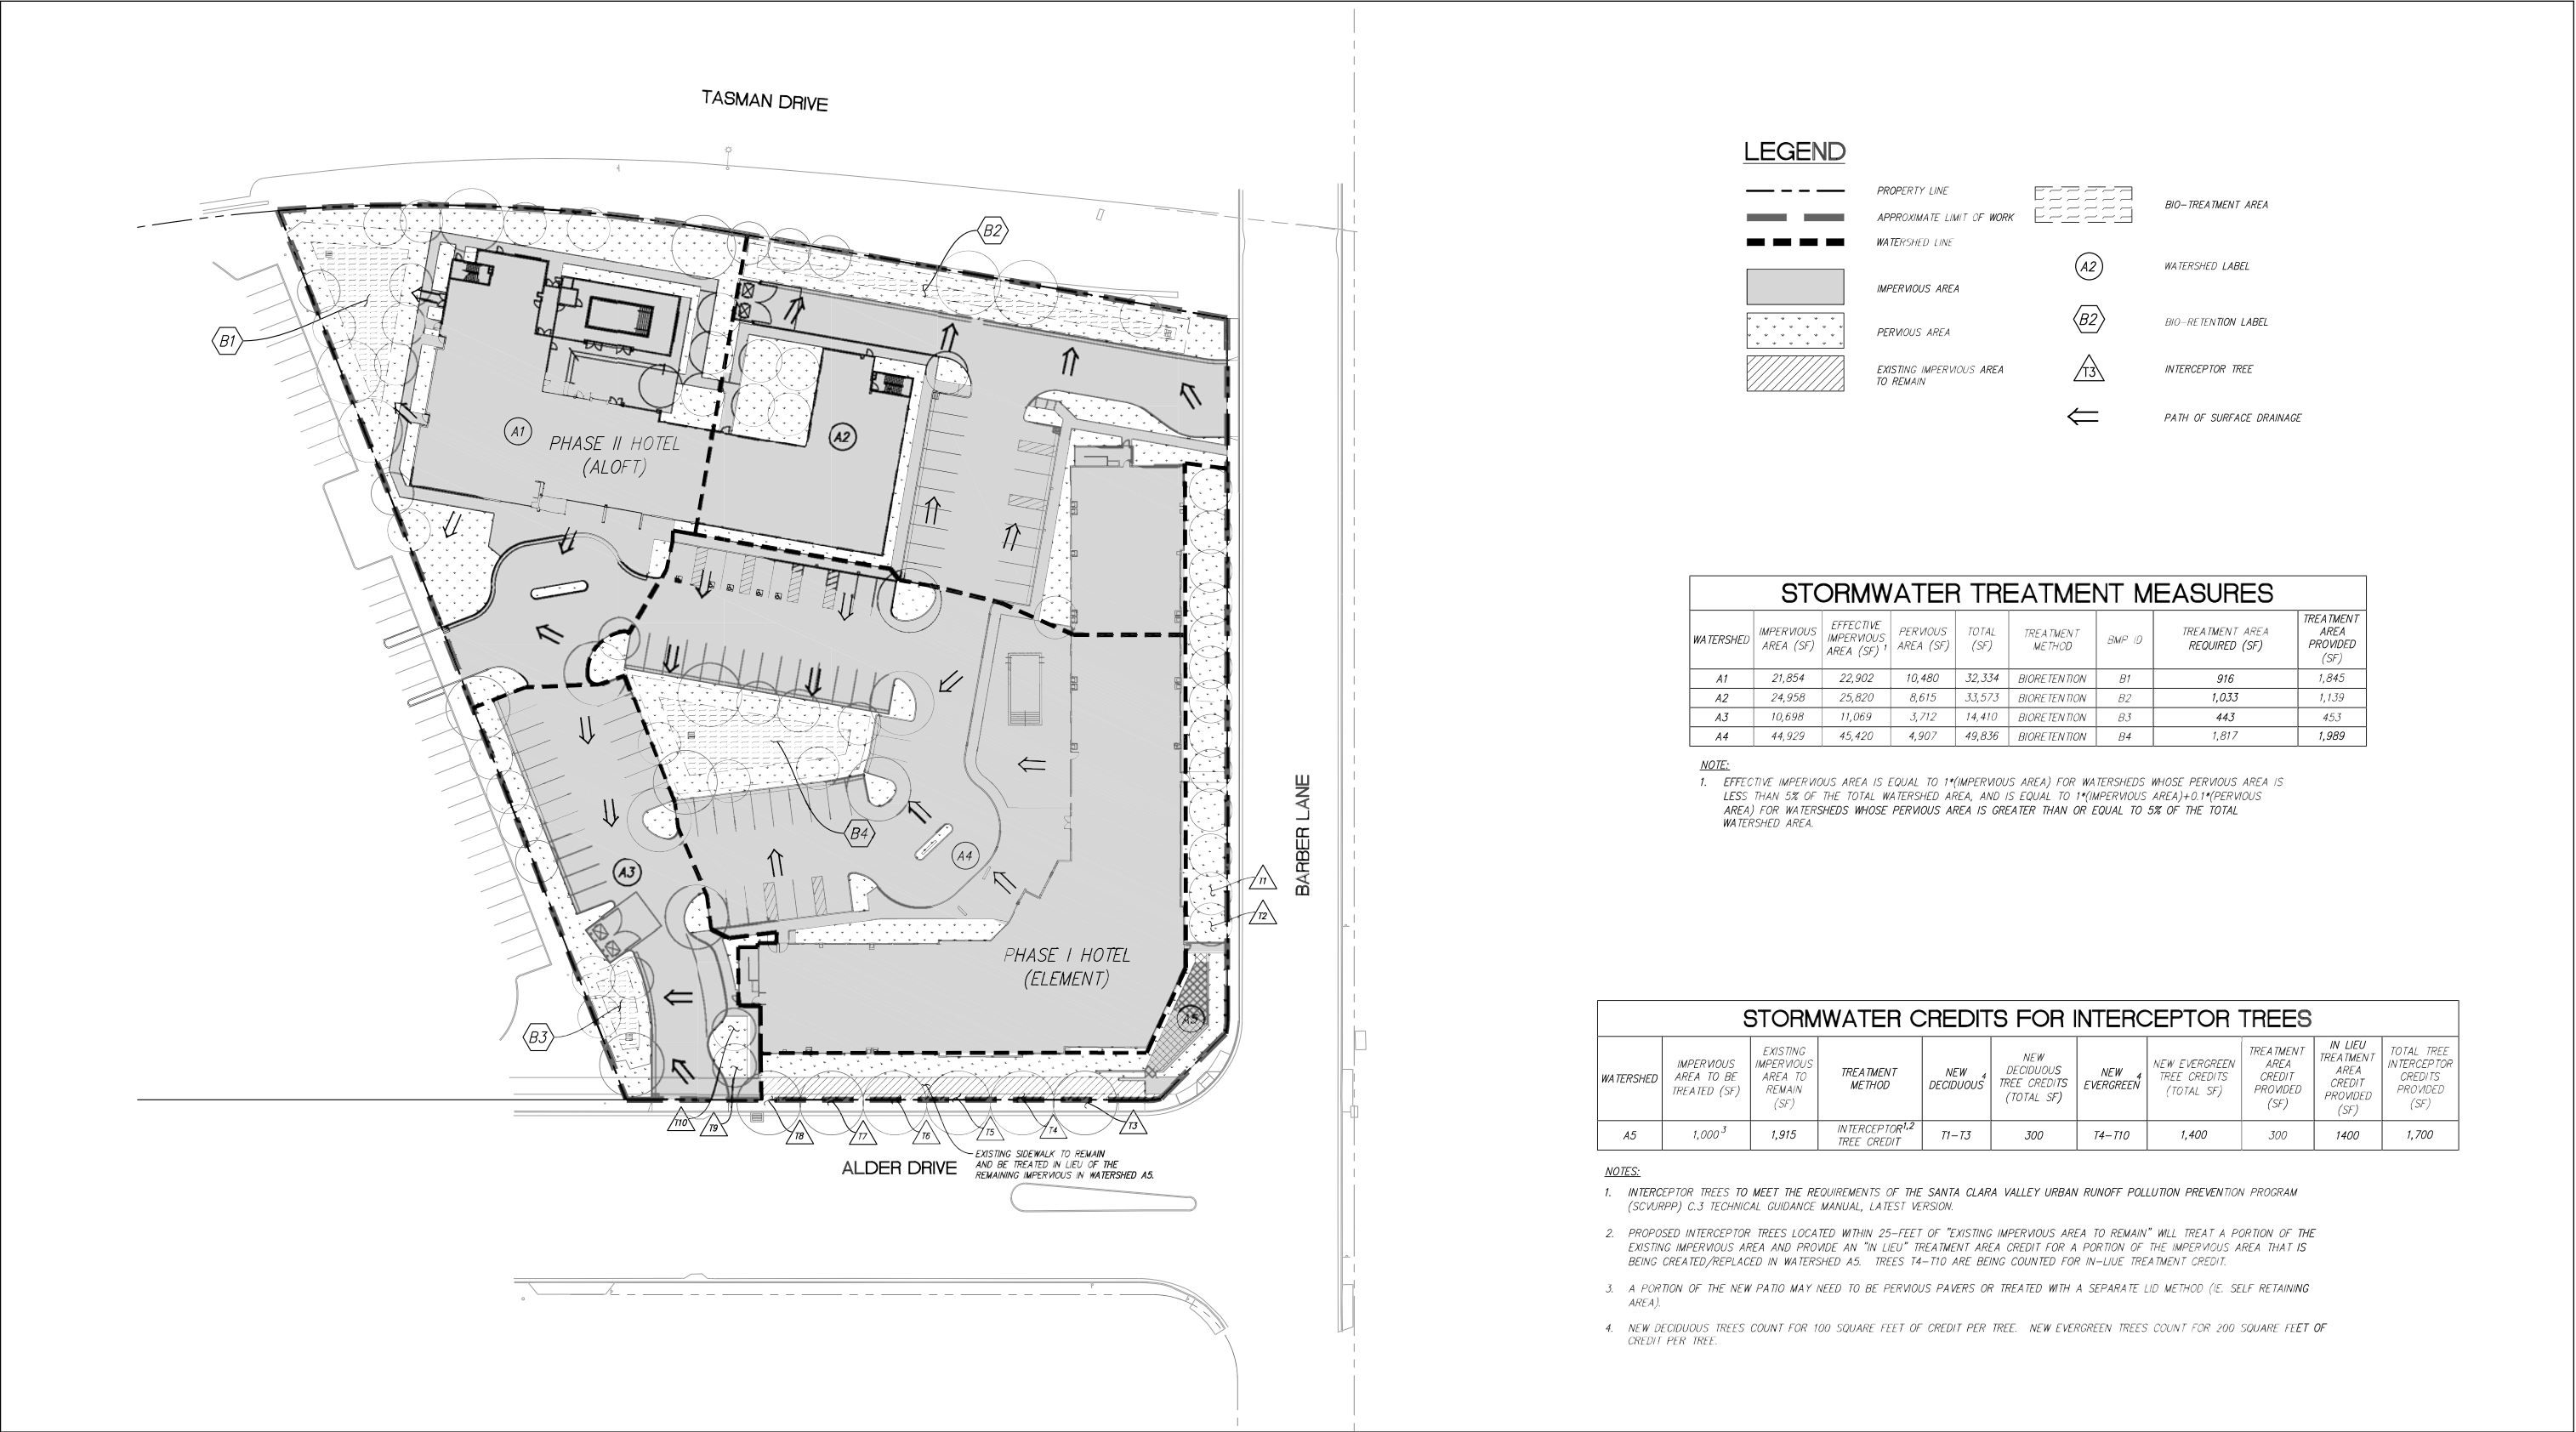 TASMAN DRIVE
B2
B1
A1
PHASE II HOTEL
(ALOFT)
A2
B4
A4
A3
PHASE I HOTEL
(ELEMENT)
B3
A5
T1
T2
BARBER LANE
T10
T9
T8
T7
T6
T5
T4
T3
EXISTING SIDEWALK TO REMAIN
AND BE TREATED IN LIEU OF THE
REMAINING IMPERVIOUS IN WATERSHED A5.
ALDER DRIVE
LEGEND
PROPERTY LINE
APPROXIMATE LIMIT OF WORK
WATERSHED LINE
IMPERVIOUS AREA
PERVIOUS AREA
EXISTING IMPERVIOUS AREA
TO REMAIN
BIO-TREATMENT AREA
A2 WATERSHED LABEL
B2 BIO-RETENTION LABEL
T3 INTERCEPTOR TREE
PATH OF SURFACE DRAINAGE
STORMWATER TREATMENT MEASURES
WATERSHED IMPERVIOUS AREA (SF) EFFECTIVE IMPERVIOUS AREA (SF) 1 PERVIOUS AREA (SF) TOTAL (SF) TREATMENT METHOD BMP ID TREATMENT AREA REQUIRED (SF) TREATMENT AREA PROVIDED (SF)
A1 21,854 22,902 10,480 32,334 BIORETENTION B1 916 1,845
A2 24,958 25,820 8,615 33,573 BIORETENTION B2 1,033 1,139
A3 10,698 11,069 3,712 14,410 BIORETENTION B3 443 453
A4 44,929 45,420 4,907 49,836 BIORETENTION B4 1,817 1,989
NOTE:
1. EFFECTIVE IMPERVIOUS AREA IS EQUAL TO 1*(IMPERVIOUS AREA) FOR WATERSHEDS WHOSE PERVIOUS AREA IS
LESS THAN 5% OF THE TOTAL WATERSHED AREA, AND IS EQUAL TO 1*(IMPERVIOUS AREA)+0.1*(PERVIOUS
AREA) FOR WATERSHEDS WHOSE PERVIOUS AREA IS GREATER THAN OR EQUAL TO 5% OF THE TOTAL
WATERSHED AREA.
STORMWATER CREDITS FOR INTERCEPTOR TREES
WATERSHED IMPERVIOUS AREA TO BE TREATED (SF) EXISTING IMPERVIOUS AREA TO REMAIN (SF) TREATMENT METHOD NEW DECIDUOUS 4 NEW DECIDUOUS TREE CREDITS (TOTAL SF) NEW EVERGREEN 4 NEW EVERGREEN TREE CREDITS (TOTAL SF) TREATMENT AREA CREDIT PROVIDED (SF) IN LIEU TREATMENT AREA CREDIT PROVIDED (SF) TOTAL TREE INTERCEPTOR CREDITS PROVIDED (SF)
A5 1,000 3 1,915 INTERCEPTOR 1,2 TREE CREDIT T1-T3 300 T4-T10 1,400 300 1400 1,700
NOTES:
1. INTERCEPTOR TREES TO MEET THE REQUIREMENTS OF THE SANTA CLARA VALLEY URBAN RUNOFF POLLUTION PREVENTION PROGRAM
(SCVURPP) C.3 TECHNICAL GUIDANCE MANUAL, LATEST VERSION.
2. PROPOSED INTERCEPTOR TREES LOCATED WITHIN 25-FEET OF "EXISTING IMPERVIOUS AREA TO REMAIN" WILL TREAT A PORTION OF THE
EXISTING IMPERVIOUS AREA AND PROVIDE AN "IN LIEU" TREATMENT AREA CREDIT FOR A PORTION OF THE IMPERVIOUS AREA THAT IS
BEING CREATED/REPLACED IN WATERSHED A5. TREES T4-T10 ARE BEING COUNTED FOR IN-LIUE TREATMENT CREDIT.
3. A PORTION OF THE NEW PATIO MAY NEED TO BE PERVIOUS PAVERS OR TREATED WITH A SEPARATE LID METHOD (IE. SELF RETAINING
AREA).
4. NEW DECIDUOUS TREES COUNT FOR 100 SQUARE FEET OF CREDIT PER TREE. NEW EVERGREEN TREES COUNT FOR 200 SQUARE FEET OF
CREDIT PER TREE.